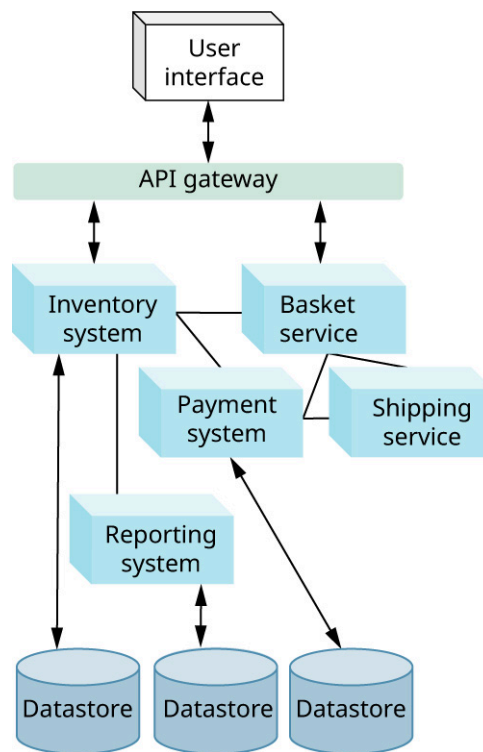 User
interface
API gateway
Inventory
system
Basket
service
Payment
system
Shipping
service
Reporting
system
Datastore
Datastore
Datastore